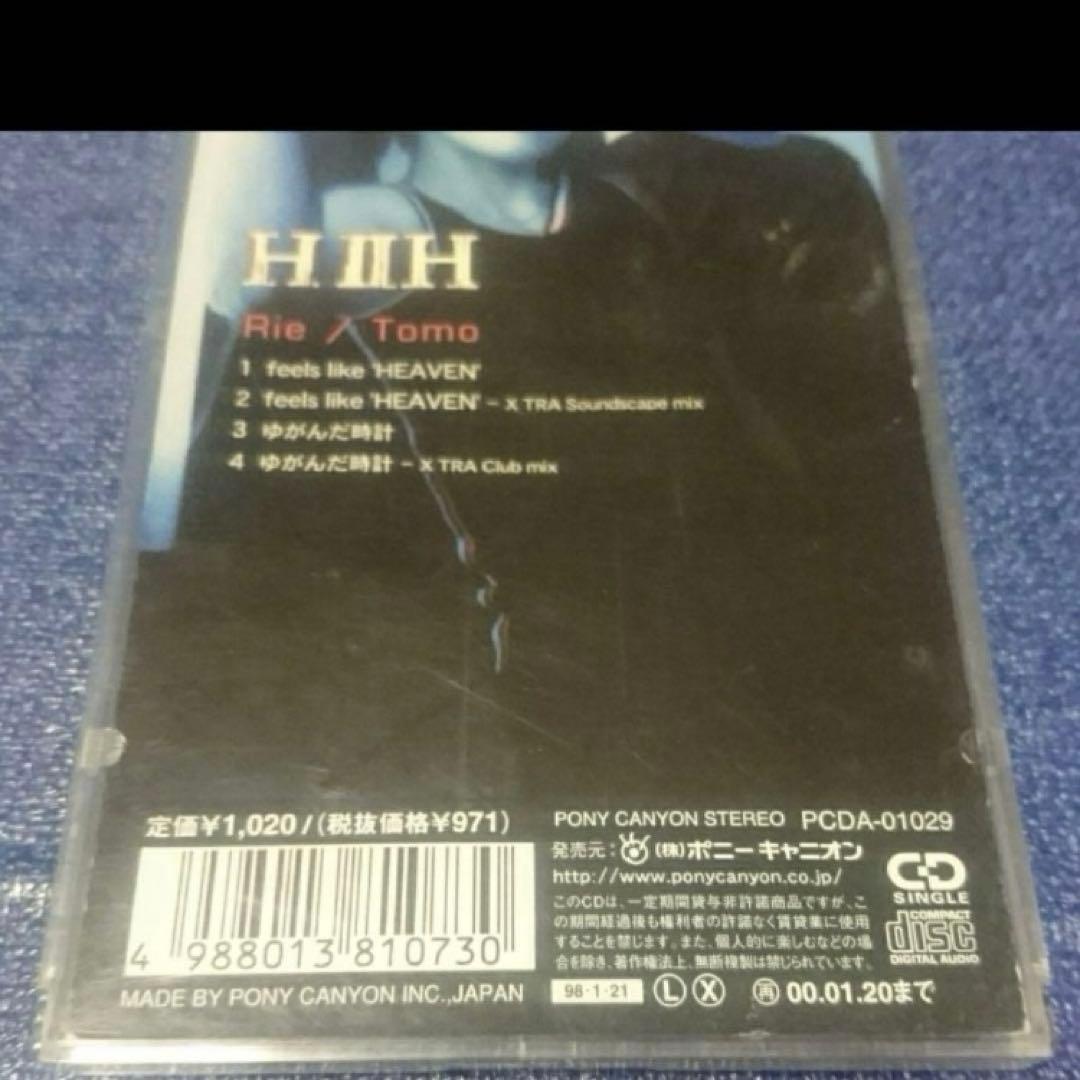 HIIH
Rie / Tomo
1 feels like 'HEAVEN'
2 feels like 'HEAVEN' - X TRA Soundscape mix
3 ゆがんだ時計
4 ゆがんだ時計 - X TRA Club mix
定価¥1,020/(税抜価格¥971)
4 988013 810730
MADE BY PONY CANYON INC.,JAPAN
PONY CANYON STEREO PCDA-01029
発売元:(株)ポニーキャニオン
http://www.ponycanyon.co.jp/
このCDは、一定期間貸与非許諾商品ですが、こ
の期間経過後も権利者の許諾なく賃貸業に使用
することを禁じます。また、個人的に楽しむなどの場
合を除き、著作権法上、無断複製は禁じられています。
CD
SINGLE
COMPACT
disc
DIGITAL AUDIO
98・1・21 Ⓛ Ⓧ 再 00.01.20まで